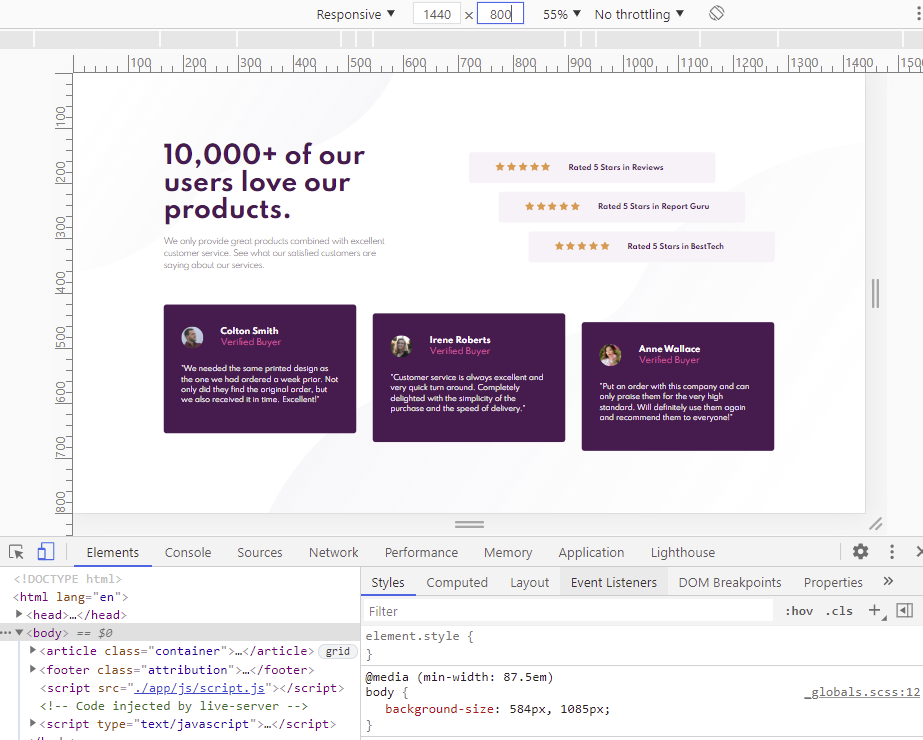 Responsive ▼ 1440 × 800 55% ▼ No throttling ▼
100 200 300 400 500 600 700 800 900 1000 1100 1200 1300 1400 1500
100
200
300
400
500
600
700
800
10,000+ of our
users love our
products.
We only provide great products combined with excellent
customer service. See what our satisfied customers are
saying about our services.
Rated 5 Stars in Reviews
Rated 5 Stars in Report Guru
Rated 5 Stars in BestTech
Colton Smith
Verified Buyer
"We needed the same printed design as
the one we had ordered a week prior. Not
only did they find the original order, but
we also received it in time. Excellent!"
Irene Roberts
Verified Buyer
"Customer service is always excellent and
very quick turn around. Completely
delighted with the simplicity of the
purchase and the speed of delivery."
Anne Wallace
Verified Buyer
"Put an order with this company and can
only praise them for the very high
standard. Will definitely use them again
and recommend them to everyone!"
Elements Console Sources Network Performance Memory Application Lighthouse
<!DOCTYPE html>
<html lang="en">
<head>…</head>
<body> == $0
<article class="container">…</article> grid
<footer class="attribution">…</footer>
<script src="./app/js/script.js"></script>
<!-- Code injected by live-server -->
<script type="text/javascript">…</script>
</body>
Styles Computed Layout Event Listeners DOM Breakpoints Properties »
Filter :hov .cls +
element.style {
}
@media (min-width: 87.5em)
body { _globals.scss:12
background-size: 584px, 1085px;
}